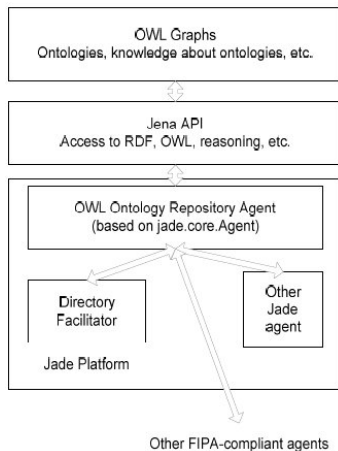 OWL Graphs
Ontologies, knowledge about ontologies, etc.
Jena API
Access to RDF, OWL, reasoning, etc.
OWL Ontology Repository Agent
(based on jade.core.Agent)
Directory
Facilitator
Other
Jade
agent
Jade Platform
Other FIPA-compliant agents